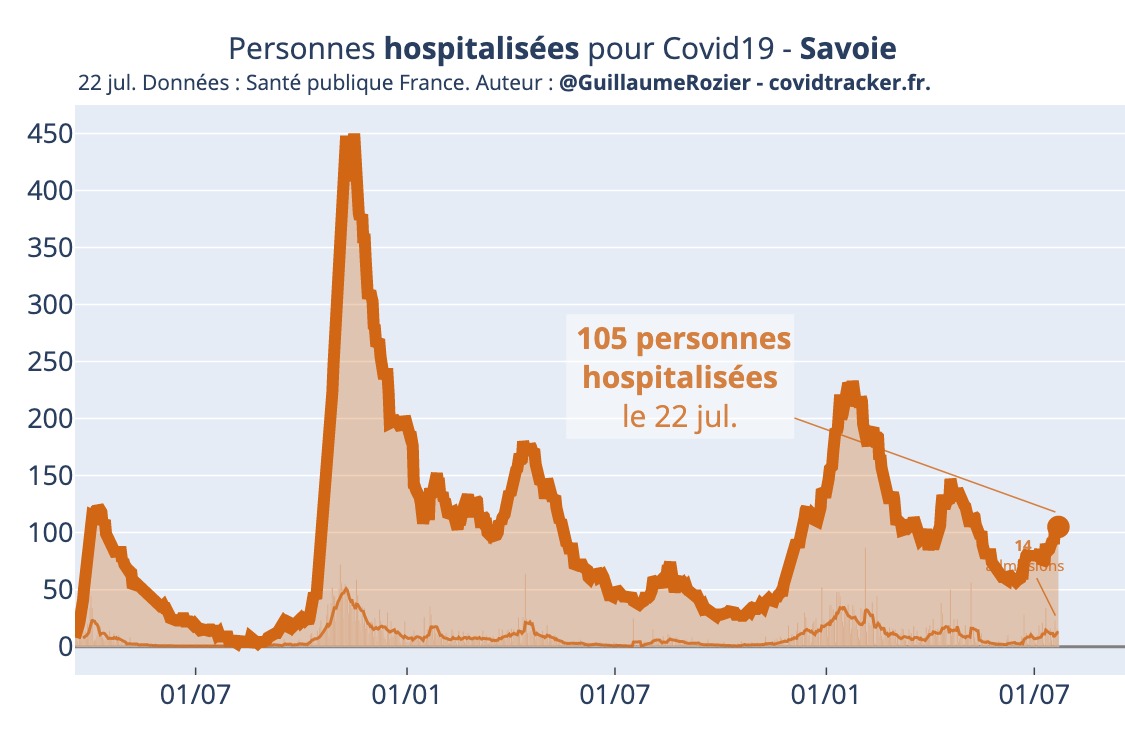 Personnes hospitalisées pour Covid19 - Savoie
22 jul. Données : Santé publique France. Auteur : @GuillaumeRozier - covidtracker.fr.
450
400
350
300
250
200
150
100
50
0
105 personnes
hospitalisées
le 22 jul.
14
admissions
01/07
01/01
01/07
01/01
01/07